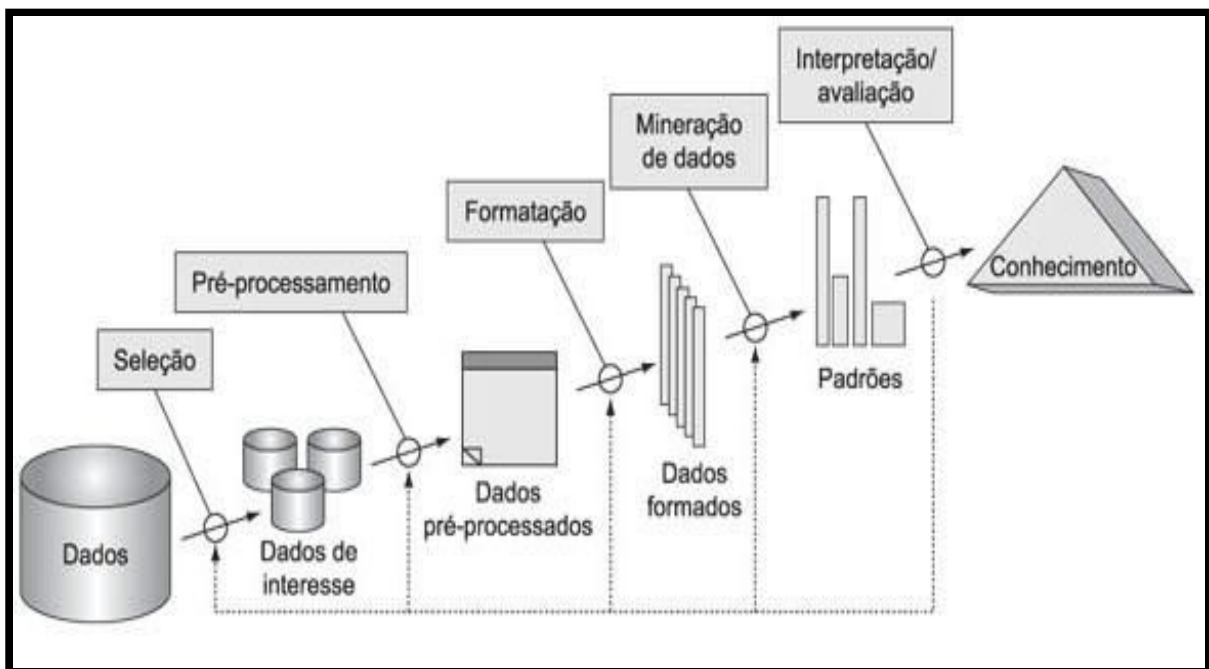 Interpretação/
avaliação
Mineração
de dados
Formatação
Pré-processamento
Seleção
Conhecimento
Padrões
Dados
formados
Dados
pré-processados
Dados de
interesse
Dados